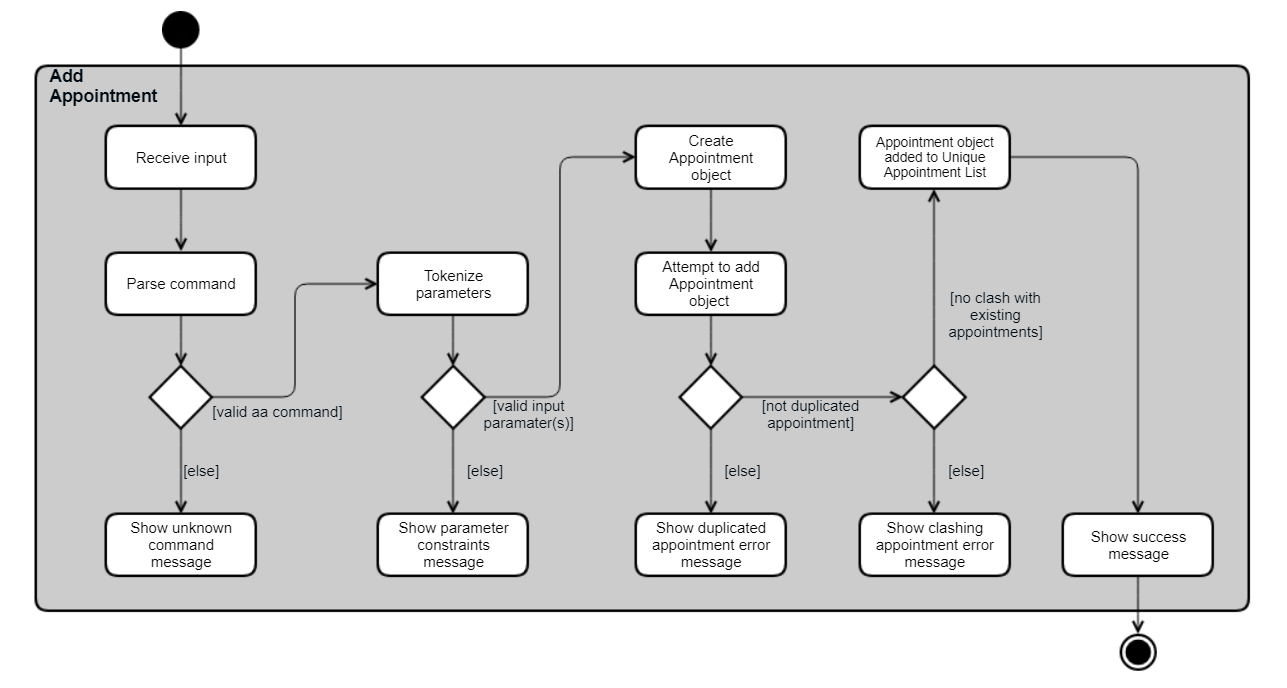 Add
Appointment
Receive input
Create
Appointment
object
Appointment object
added to Unique
Appointment List
Parse command
Tokenize
parameters
Attempt to add
Appointment
object
[no clash with
existing
appointments]
[valid aa command]
[valid input
paramater(s)]
[not duplicated
appointment]
[else]
[else]
[else]
[else]
Show unknown
command
message
Show parameter
constraints
message
Show duplicated
appointment error
message
Show clashing
appointment error
message
Show success
message